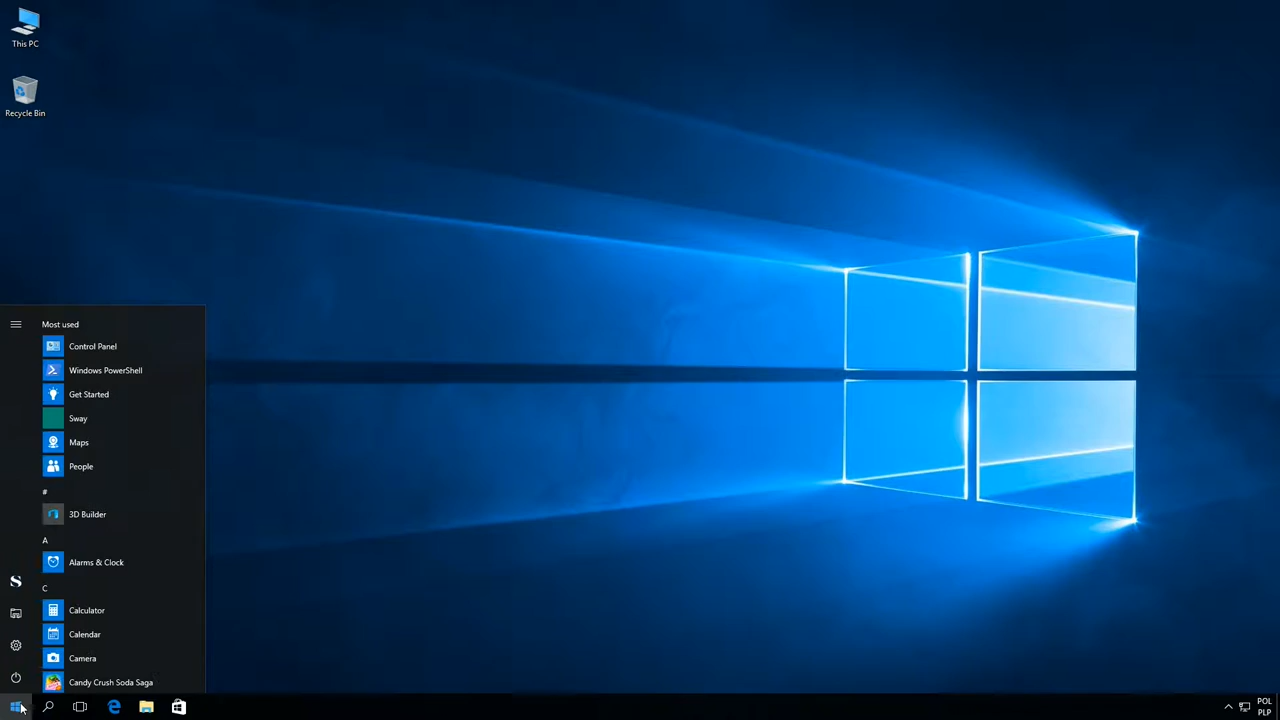 This PC
Recycle Bin
Most used
Control Panel
Windows PowerShell
Get Started
Sway
Maps
People
#
3D Builder
A
Alarms & Clock
C
Calculator
Calendar
Camera
Candy Crush Soda Saga
POL
PLP